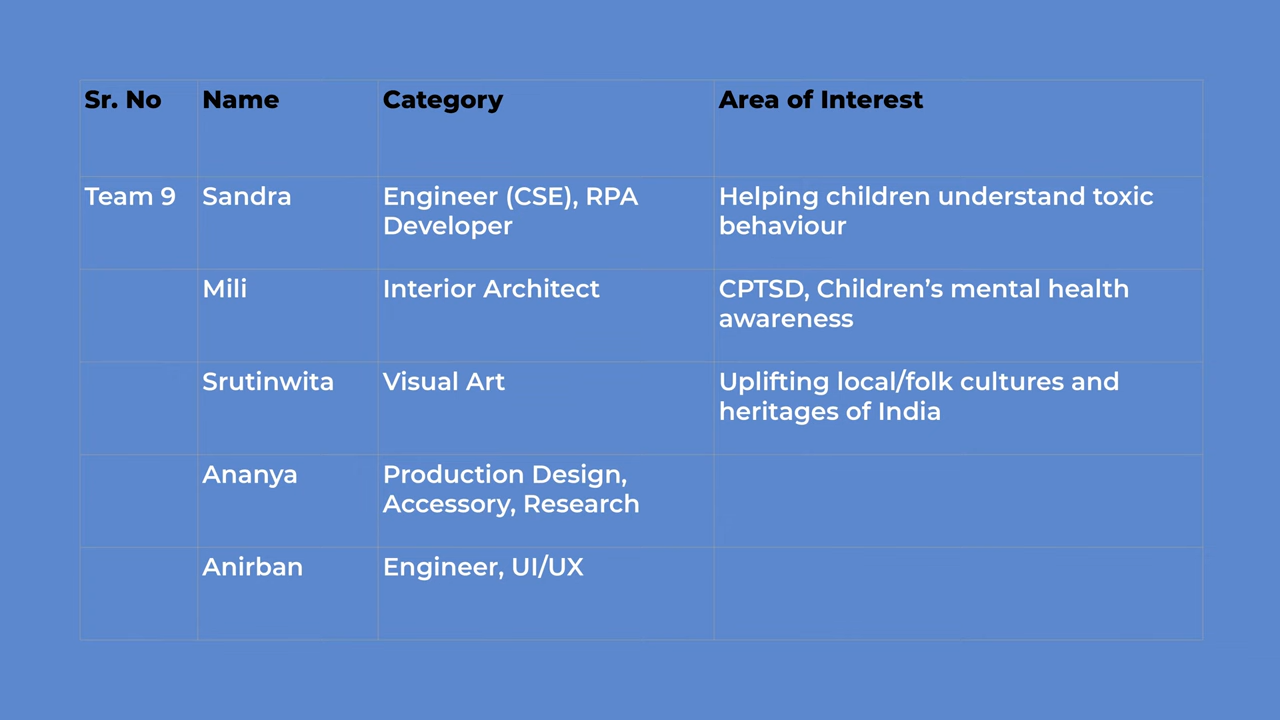 Sr. No Name Category Area of Interest
Team 9 Sandra Engineer (CSE), RPA Helping children understand toxic
Developer behaviour
Mili Interior Architect CPTSD, Children’s mental health
awareness
Srutinwita Visual Art Uplifting local/folk cultures and
heritages of India
Ananya Production Design,
Accessory, Research
Anirban Engineer, UI/UX